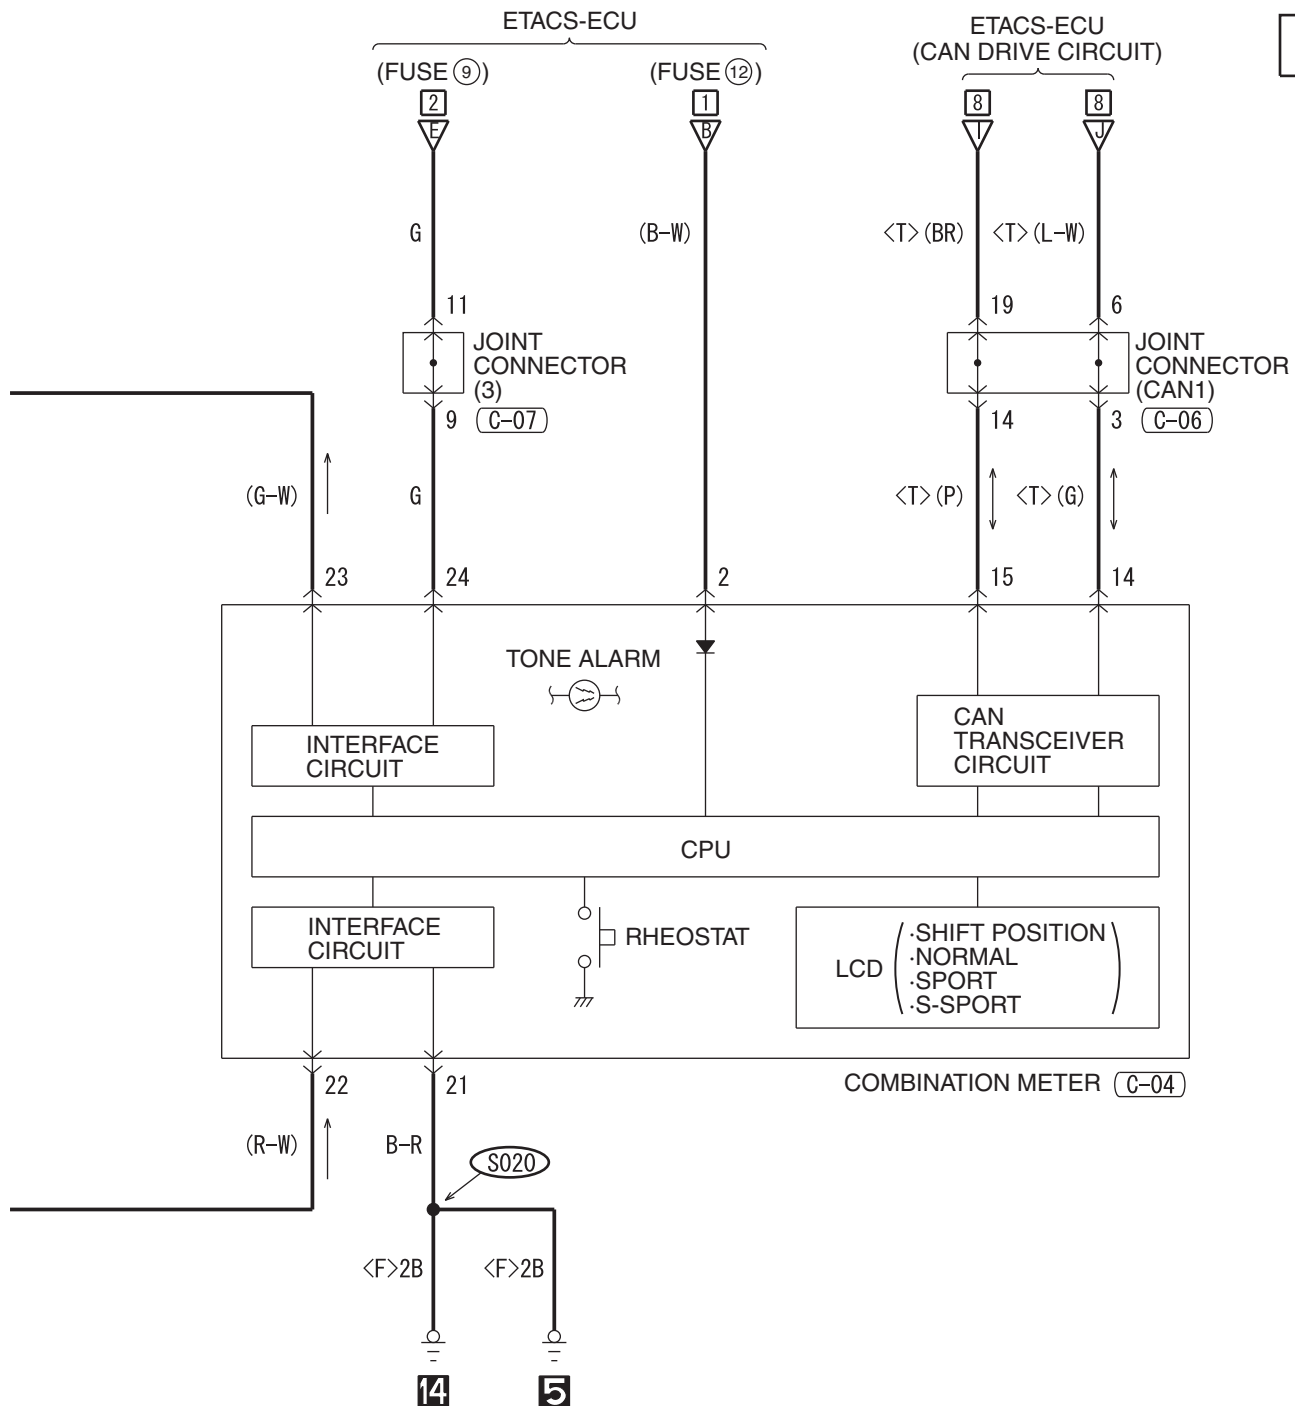 ETACS-ECU
ETACS-ECU
(CAN DRIVE CIRCUIT)
(FUSE 9)
(FUSE 12)
2
1
8
8
E
B
I
J
G
(B-W)
<T>(BR)
<T>(L-W)
11
19
6
JOINT
CONNECTOR
(3)
JOINT
CONNECTOR
(CAN1)
9
C-07
14
3
C-06
(G-W)
G
<T>(P)
<T>(G)
23
24
2
15
14
TONE ALARM
INTERFACE
CIRCUIT
CAN
TRANSCEIVER
CIRCUIT
CPU
INTERFACE
CIRCUIT
RHEOSTAT
LCD
·SHIFT POSITION
·NORMAL
·SPORT
·S-SPORT
22
21
COMBINATION METER
C-04
(R-W)
B-R
S020
<F>2B
<F>2B
14
5